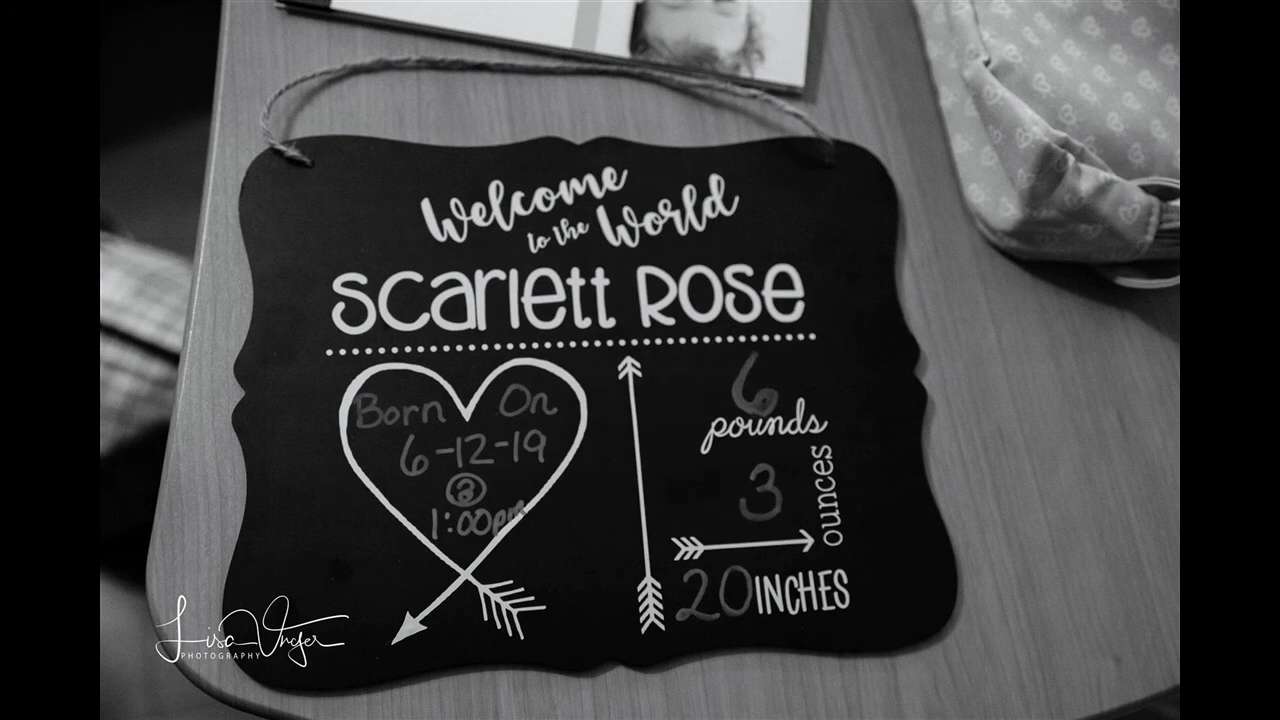 Welcome
to the World
Scarlett Rose
Born On
6-12-19
@
1:00pm
6
pounds
3
ounces
20 INCHES
Lisa Unger
PHOTOGRAPHY